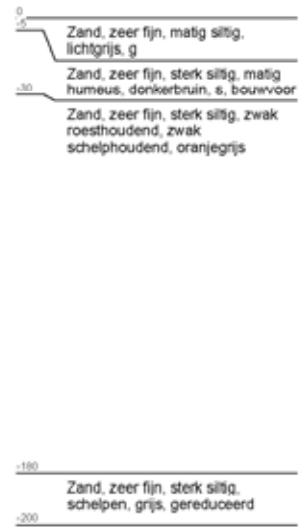 0
-5
Zand, zeer fijn, matig siltig,
lichtgrijs, g
Zand, zeer fijn, sterk siltig, matig
humeus, donkerbruin, s, bouwvoor
-30
Zand, zeer fijn, sterk siltig, zwak
roesthoudend, zwak
schelphoudend, oranjegrijs
-180
Zand, zeer fijn, sterk siltig,
schelpen, grijs, gereduceerd
-200